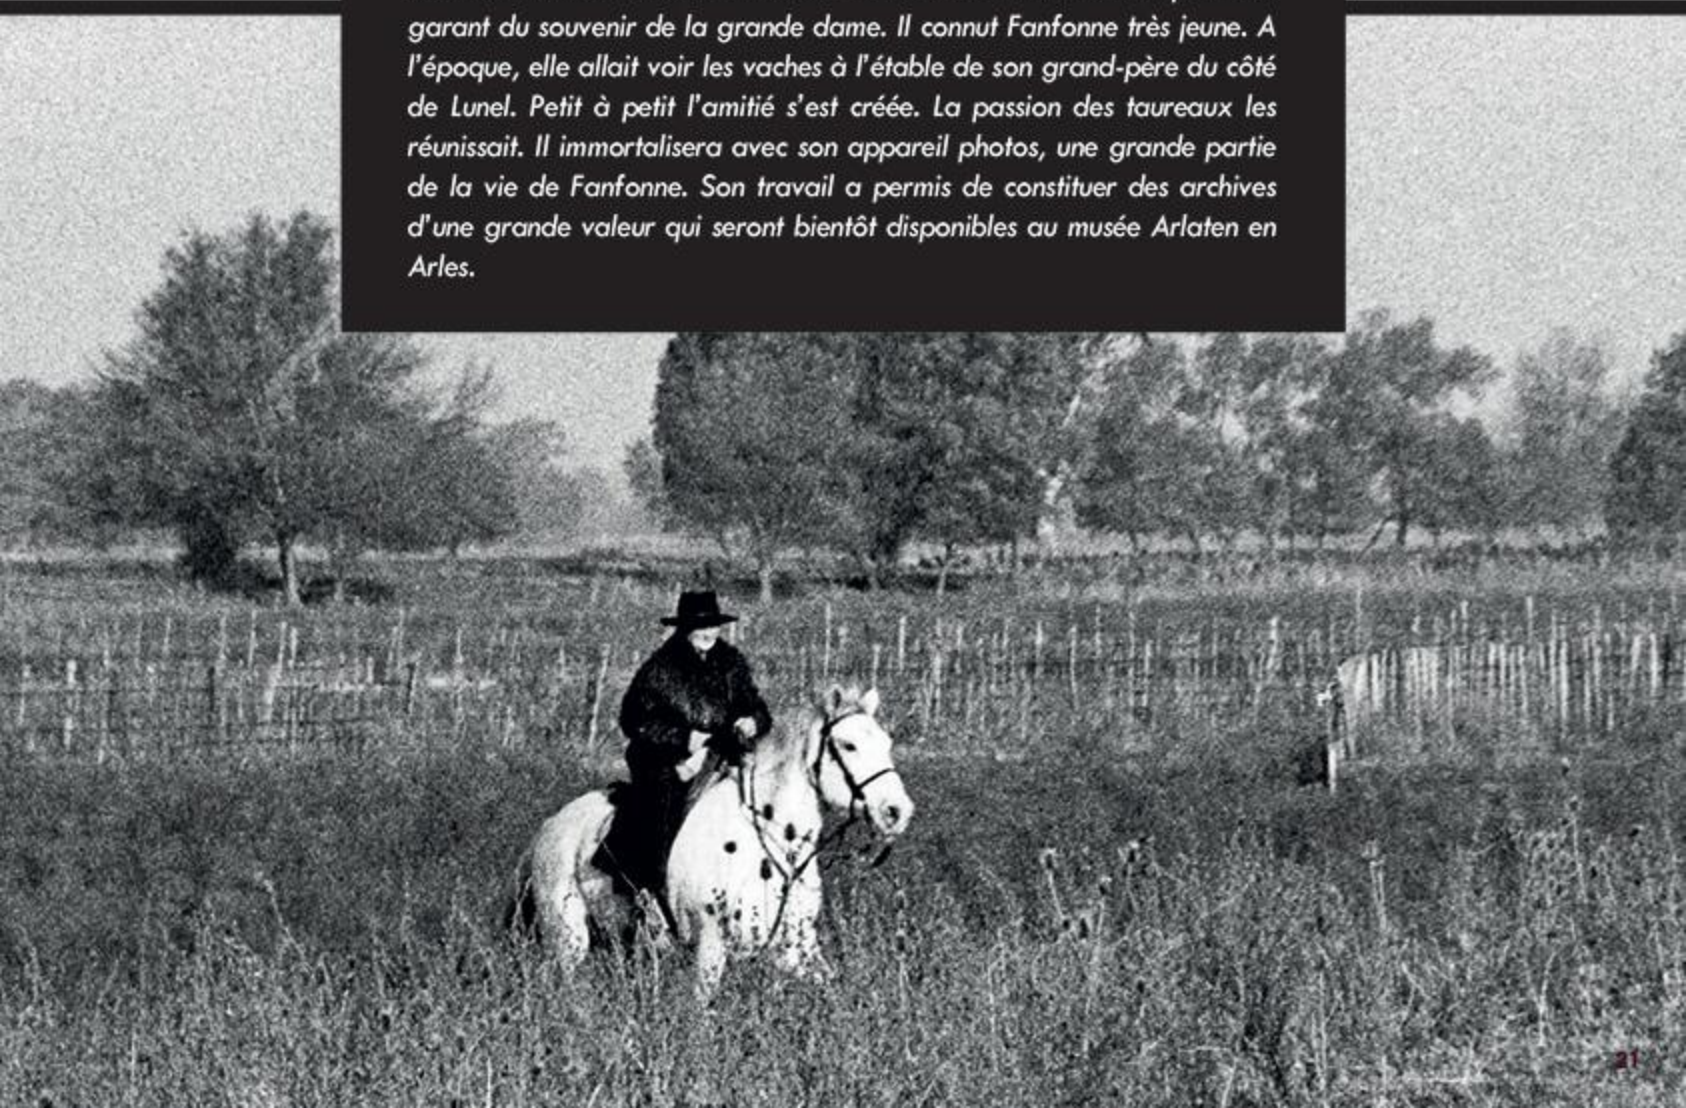 garant du souvenir de la grande dame. Il connut Fanfonne très jeune. A
l'époque, elle allait voir les vaches à l'étable de son grand-père du côté
de Lunel. Petit à petit l'amitié s'est créée. La passion des taureaux les
réunissait. Il immortalisera avec son appareil photos, une grande partie
de la vie de Fanfonne. Son travail a permis de constituer des archives
d'une grande valeur qui seront bientôt disponibles au musée Arlaten en
Arles.
21